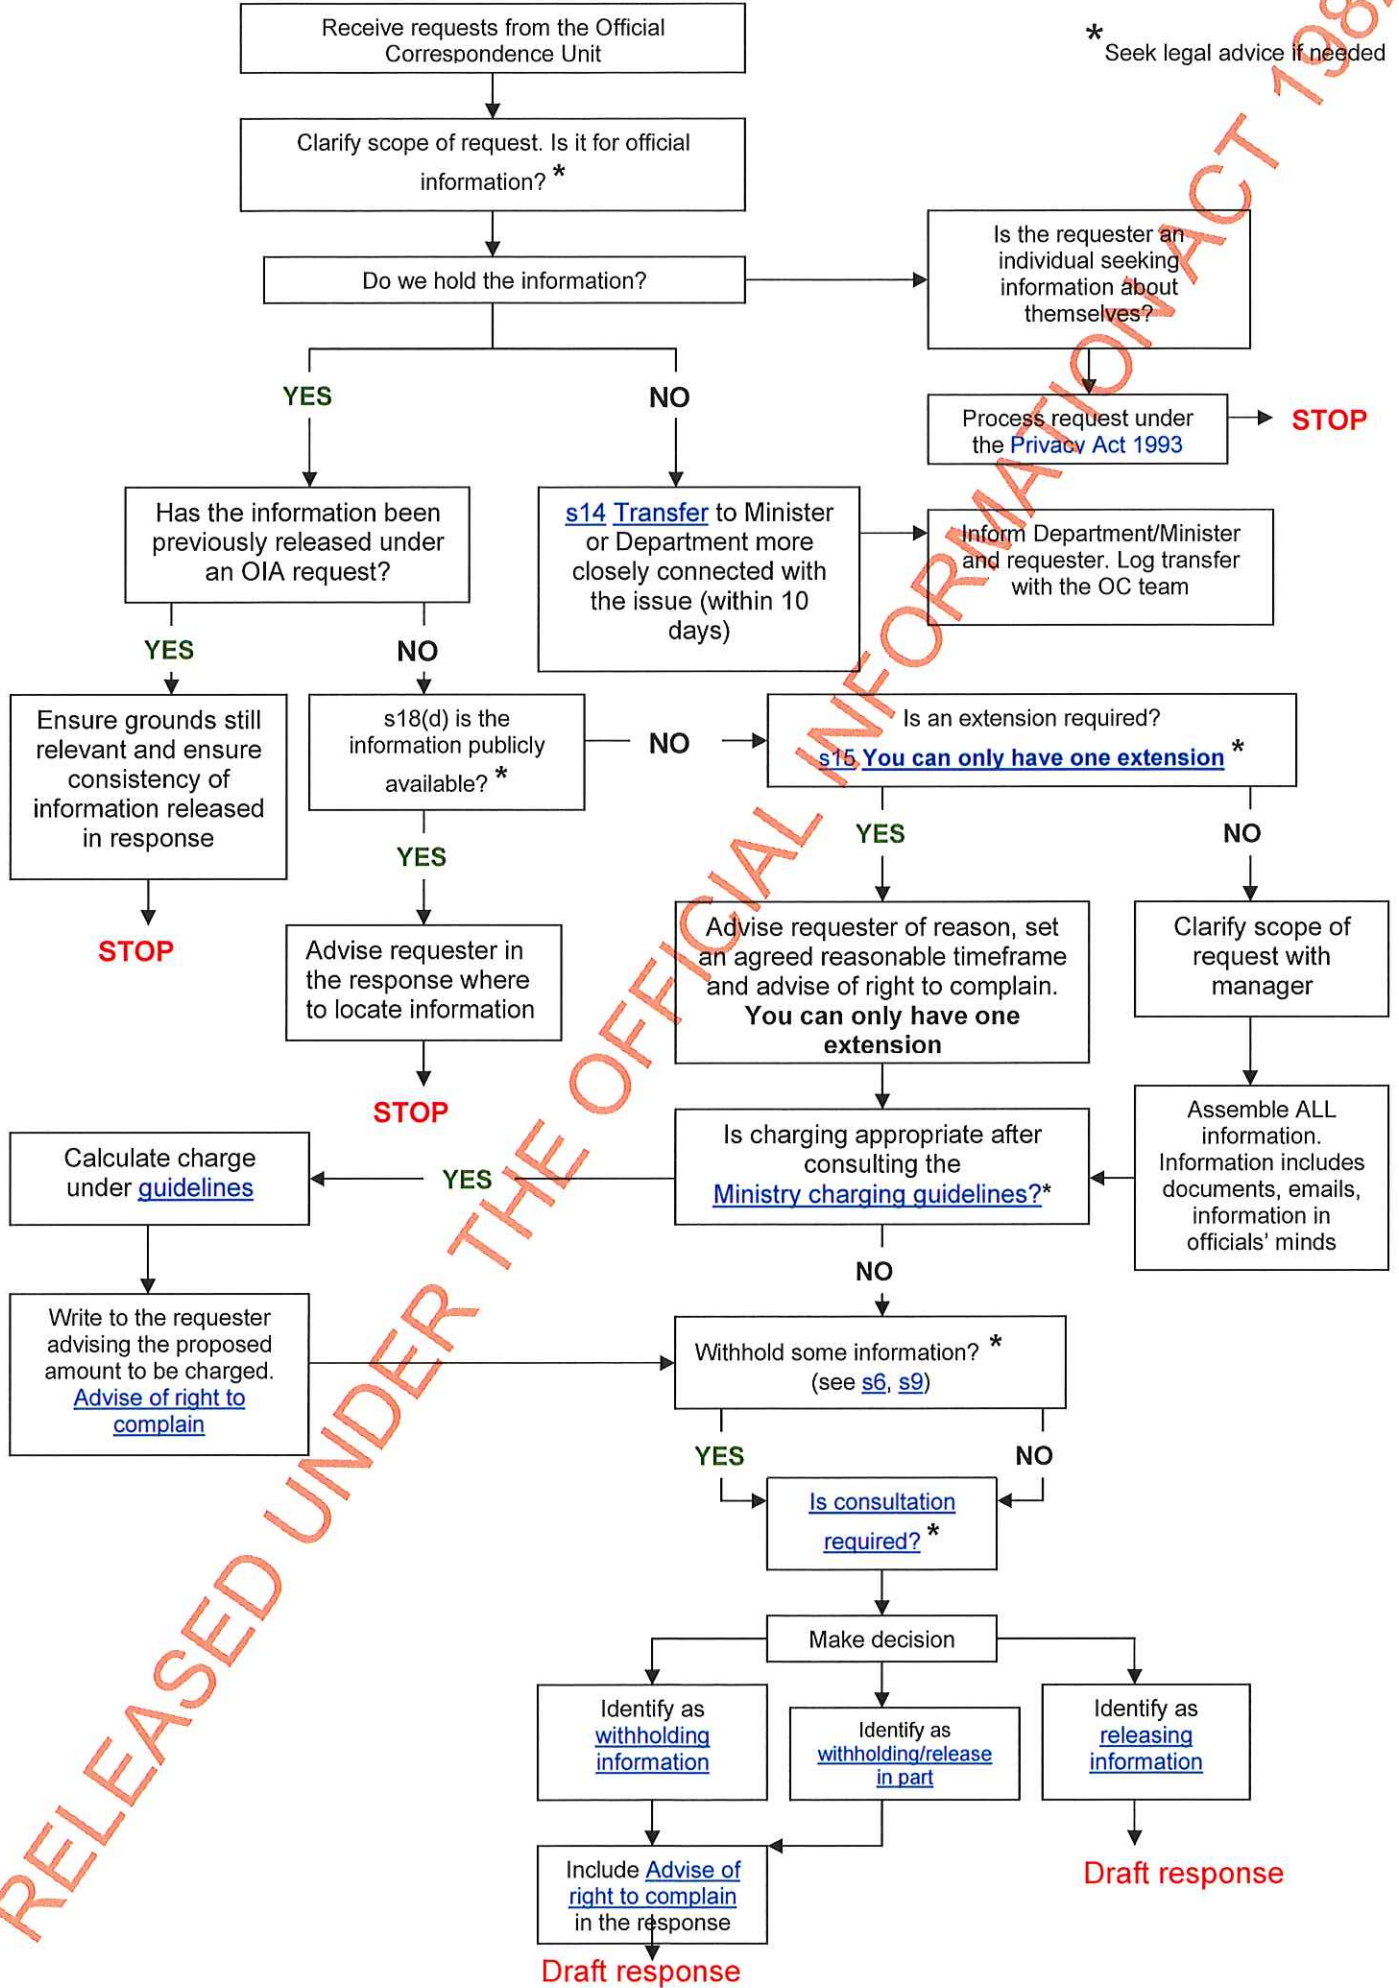 Receive requests from the Official
Correspondence Unit
* Seek legal advice if needed
Clarify scope of request. Is it for official
information? *
Do we hold the information?
Is the requester an
individual seeking
information about
themselves?
YES
NO
Process request under
the Privacy Act 1993
STOP
Has the information been
previously released under
an OIA request?
s14 Transfer to Minister
or Department more
closely connected with
the issue (within 10
days)
Inform Department/Minister
and requester. Log transfer
with the OC team
YES
NO
Ensure grounds still
relevant and ensure
consistency of
information released
in response
s18(d) is the
information publicly
available? *
NO
Is an extension required?
s15 You can only have one extension *
YES
YES
NO
STOP
Advise requester in
the response where
to locate information
Advise requester of reason, set
an agreed reasonable timeframe
and advise of right to complain.
You can only have one
extension
Clarify scope of
request with
manager
STOP
Calculate charge
under guidelines
YES
Is charging appropriate after
consulting the
Ministry charging guidelines?*
Assemble ALL
information.
Information includes
documents, emails,
information in
officials' minds
NO
Write to the requester
advising the proposed
amount to be charged.
Advise of right to
complain
Withhold some information? *
(see s6, s9)
YES
NO
Is consultation
required? *
Make decision
Identify as
withholding
information
Identify as
withholding/release
in part
Identify as
releasing
information
Include Advise of
right to complain
in the response
Draft response
Draft response
RELEASED UNDER THE OFFICIAL INFORMATION ACT